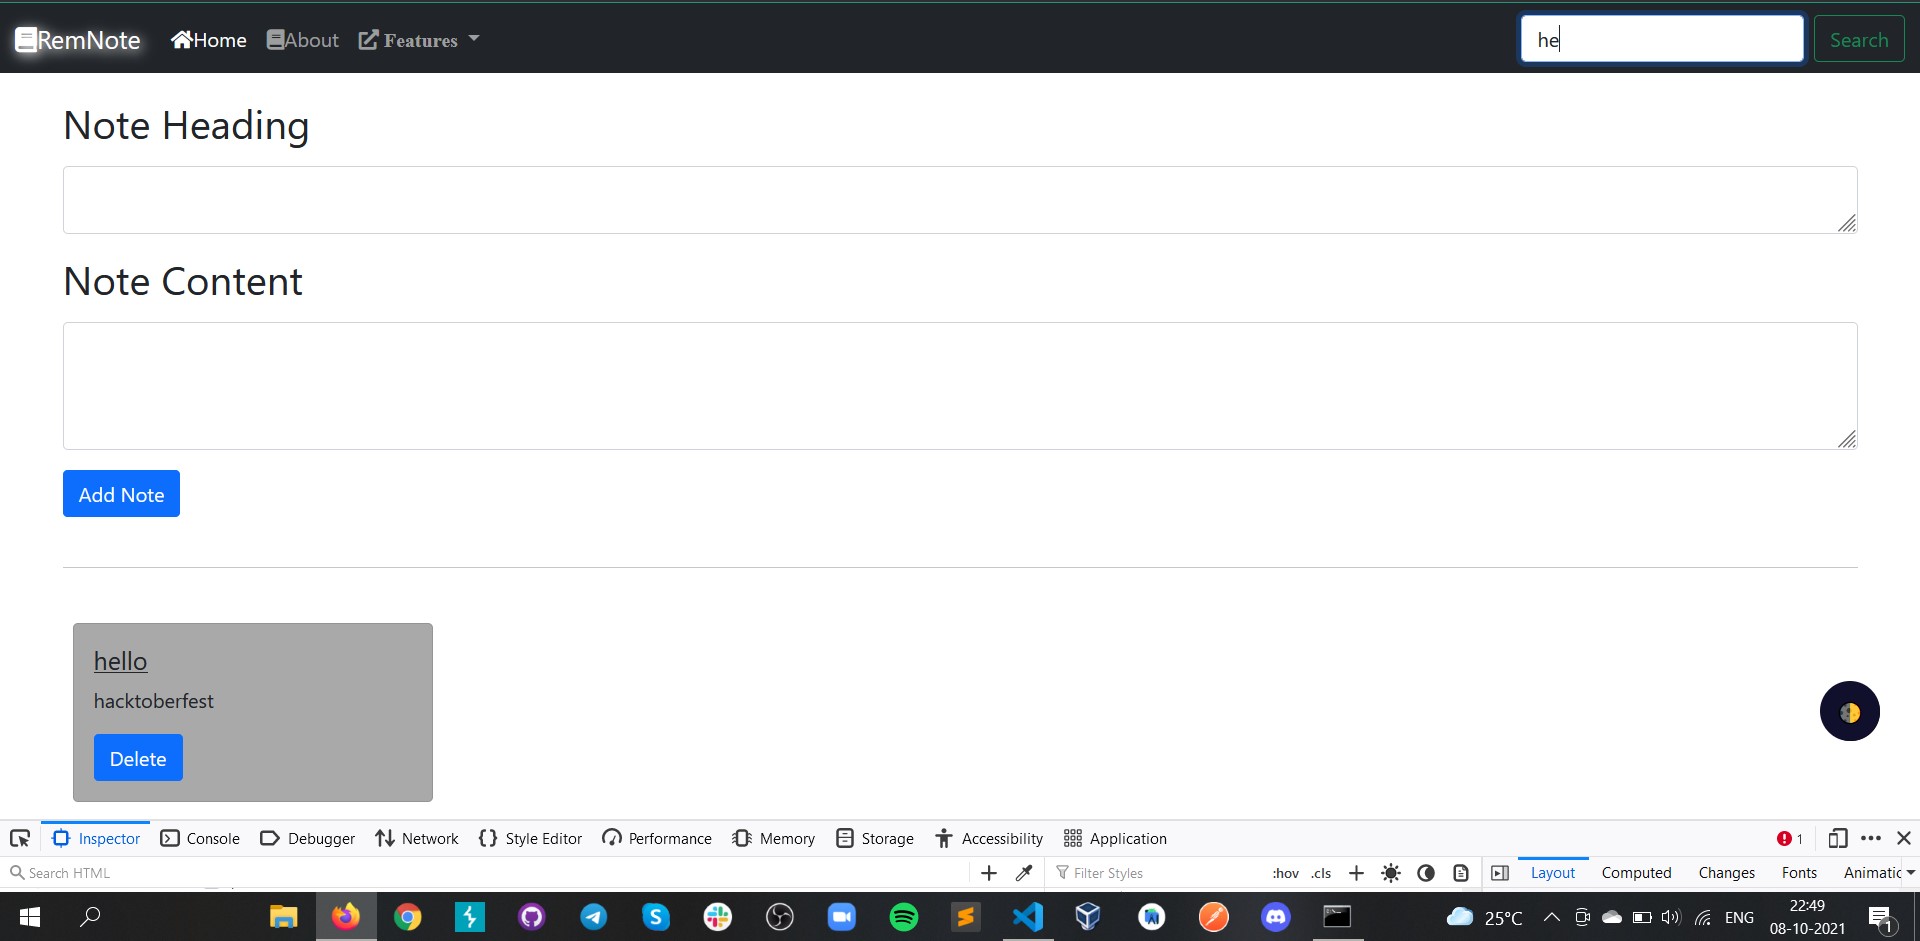 RemNote Home About Features he Search
Note Heading
Note Content
Add Note
hello
hacktoberfest
Delete
Inspector Console Debugger Network Style Editor Performance Memory Storage Accessibility Application 1
Search HTML Filter Styles :hov .cls Layout Computed Changes Fonts Animatic
25°C ENG 22:49
08-10-2021 1